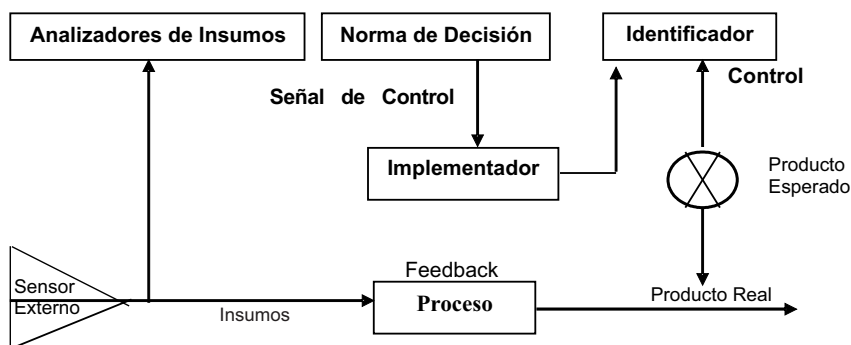 Analizadores de Insumos
Norma de Decisión
Identificador
Señal de Control
Control
Implementador
Producto
Esperado
Sensor
Externo
Feedback
Proceso
Insumos
Producto Real